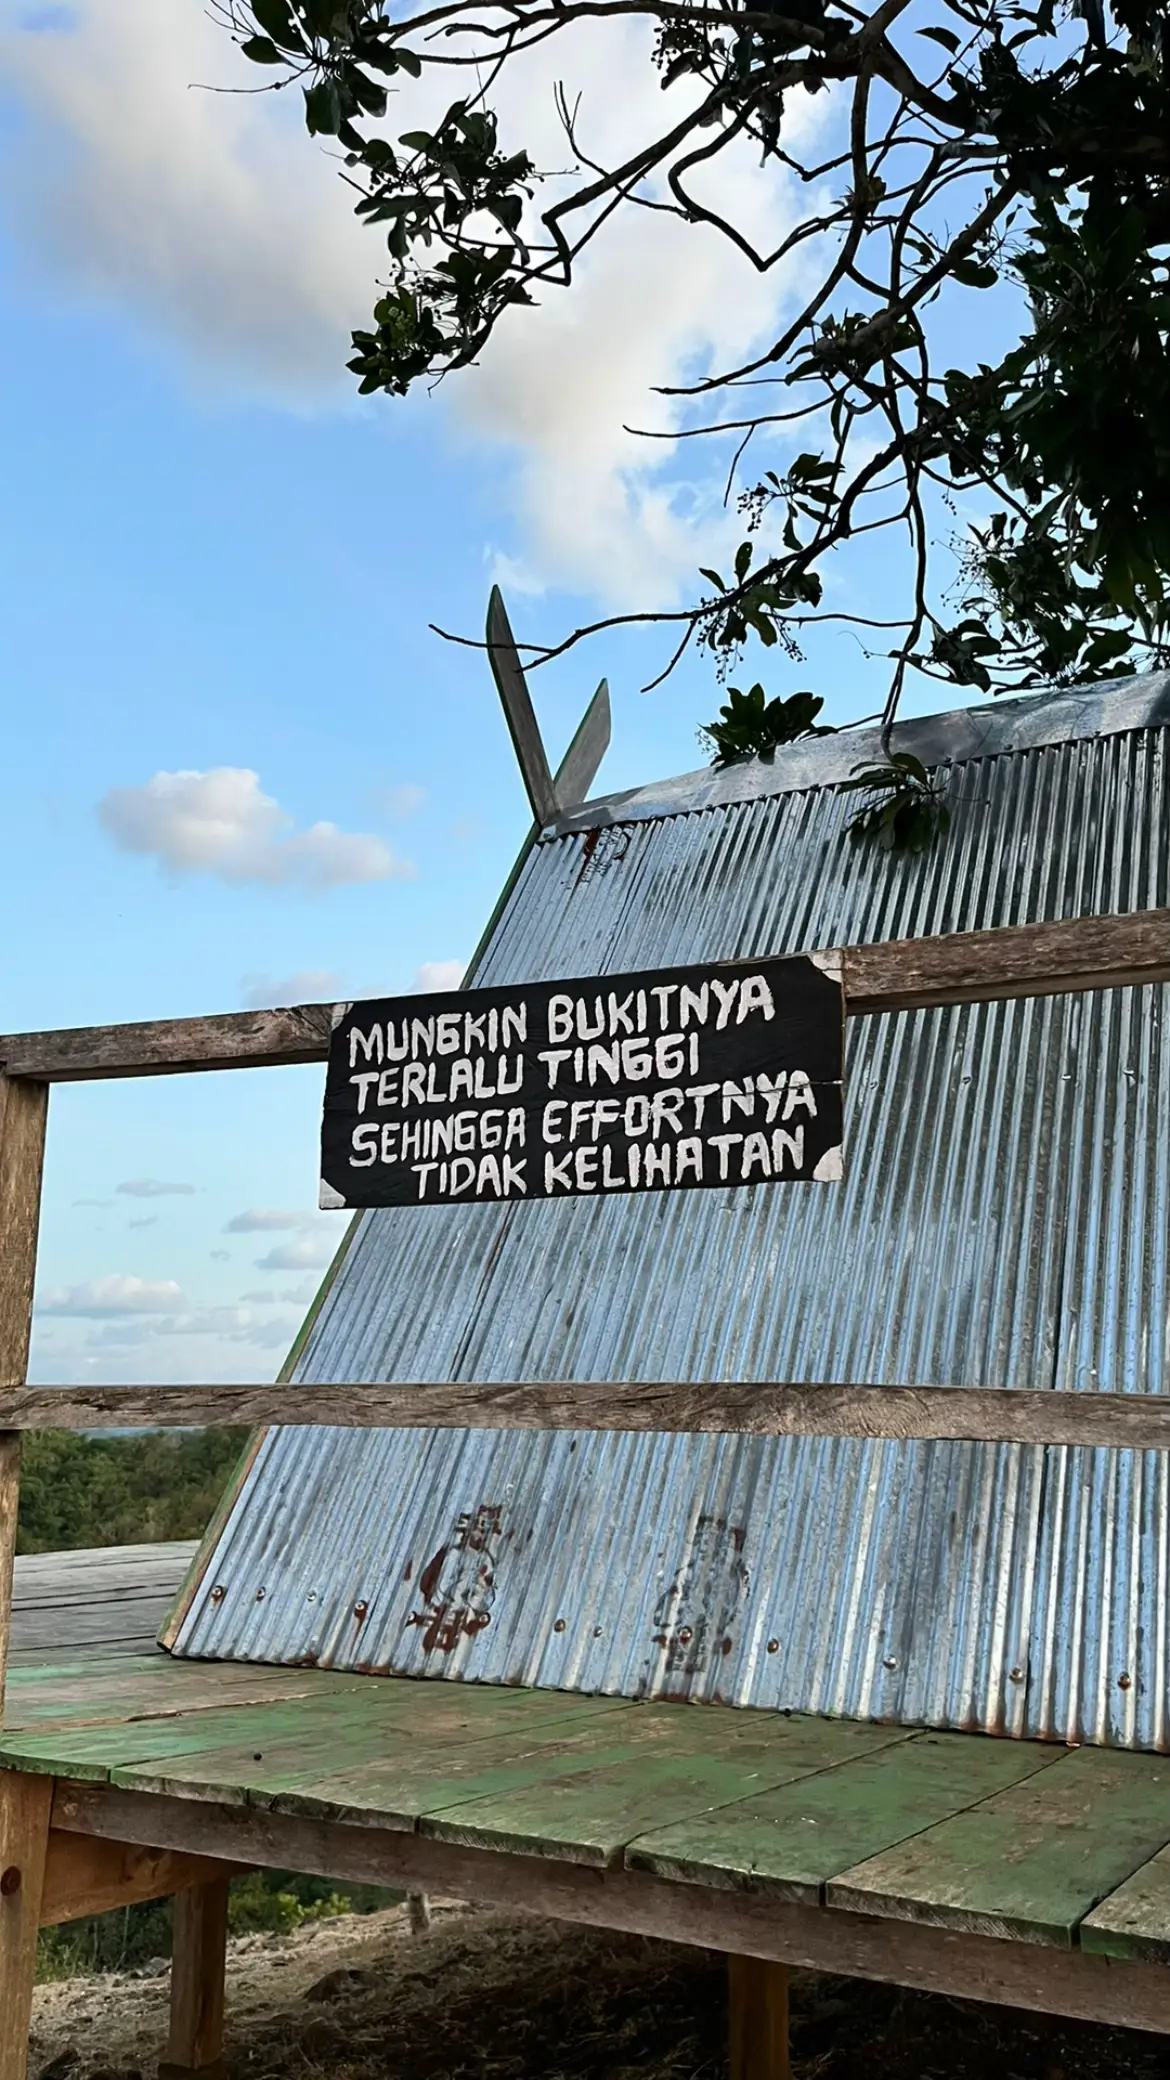 MUNGKIN BUKITNYA
TERLALU TINGGI
SEHINGGA EFFORTNYA
TIDAK KELIHATAN